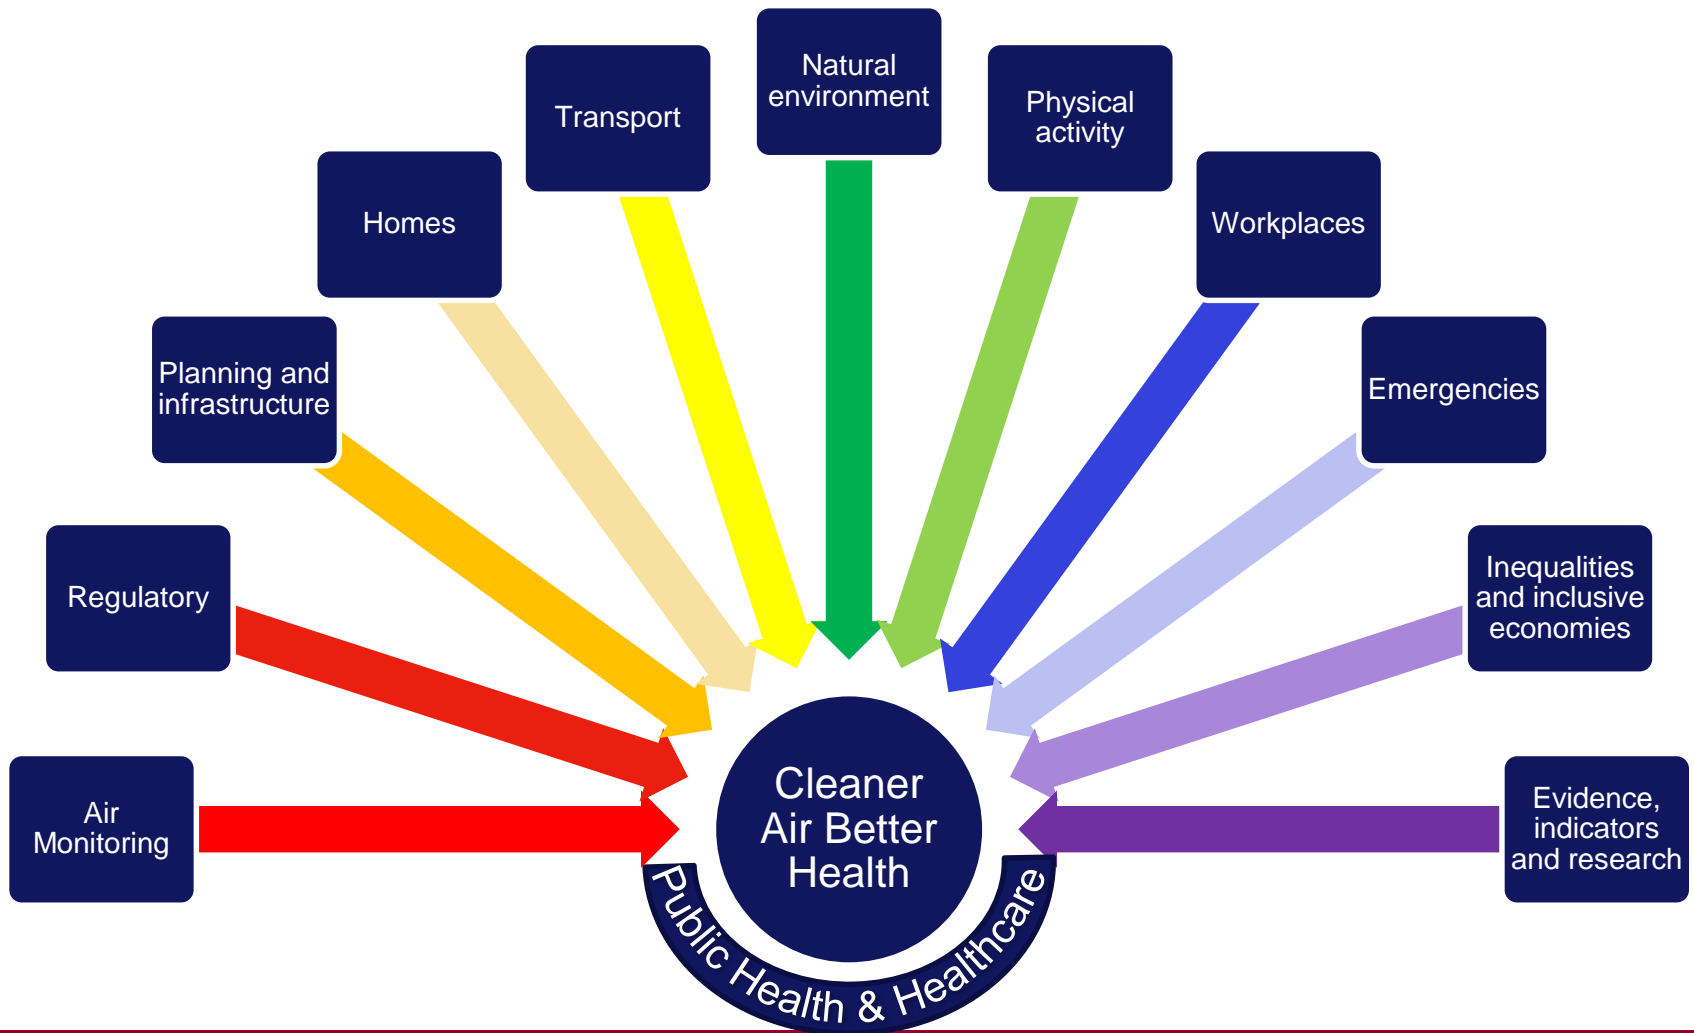 Natural
environment
Transport
Physical
activity
Homes
Workplaces
Planning and
infrastructure
Emergencies
Regulatory
Inequalities
and inclusive
economies
Air
Monitoring
Cleaner
Air Better
Health
Evidence,
indicators
and research
Public Health & Healthcare